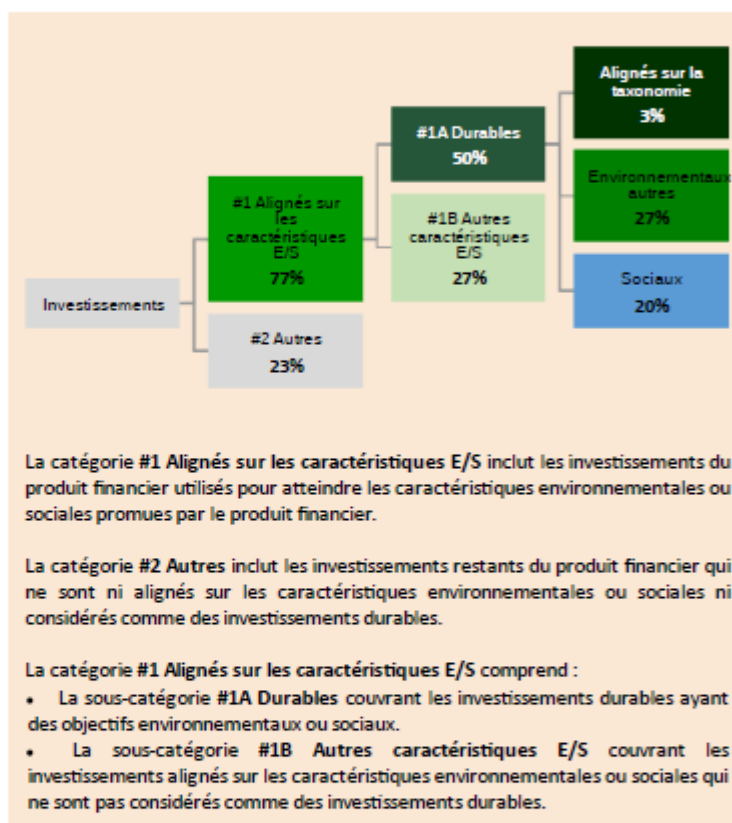 Alignés sur la
taxonomie
3%
#1A Durables
50%
Environnementaux
autres
27%
#1 Alignés sur
les
caractéristiques
E/S
77%
#1B Autres
caractéristiques
E/S
27%
Sociaux
20%
Investissements
#2 Autres
23%
La catégorie #1 Alignés sur les caractéristiques E/S inclut les investissements du
produit financier utilisés pour atteindre les caractéristiques environnementales ou
sociales promues par le produit financier.
La catégorie #2 Autres inclut les investissements restants du produit financier qui
ne sont ni alignés sur les caractéristiques environnementales ou sociales ni
considérés comme des investissements durables.
La catégorie #1 Alignés sur les caractéristiques E/S comprend :
• La sous-catégorie #1A Durables couvrant les investissements durables ayant
des objectifs environnementaux ou sociaux.
• La sous-catégorie #1B Autres caractéristiques E/S couvrant les
investissements alignés sur les caractéristiques environnementales ou sociales qui
ne sont pas considérés comme des investissements durables.